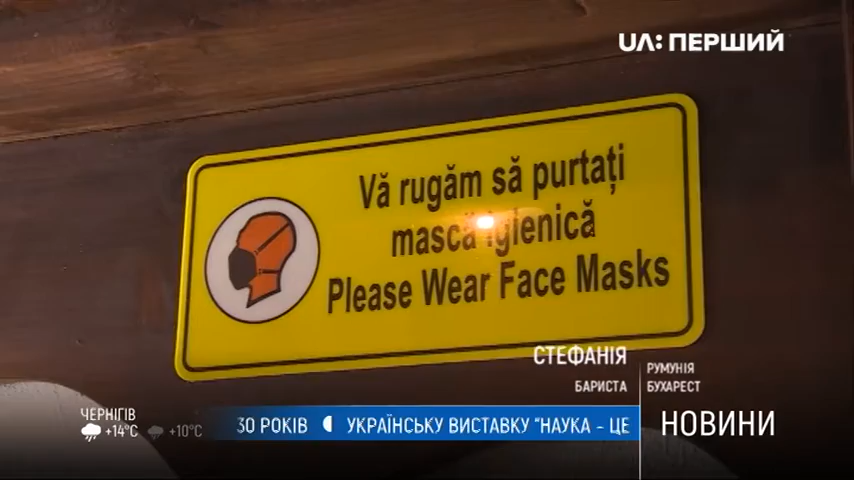 UA: ПЕРШИЙ
Vă rugăm să purtați
mască igienică
Please Wear Face Masks
СТЕФАНІЯ
БАРИСТА
РУМУНІЯ
БУХАРЕСТ
ЧЕРНІГІВ
+14°C +10°C
30 РОКІВ УКРАЇНСЬКУ ВИСТАВКУ "НАУКА - ЦЕ
НОВИНИ